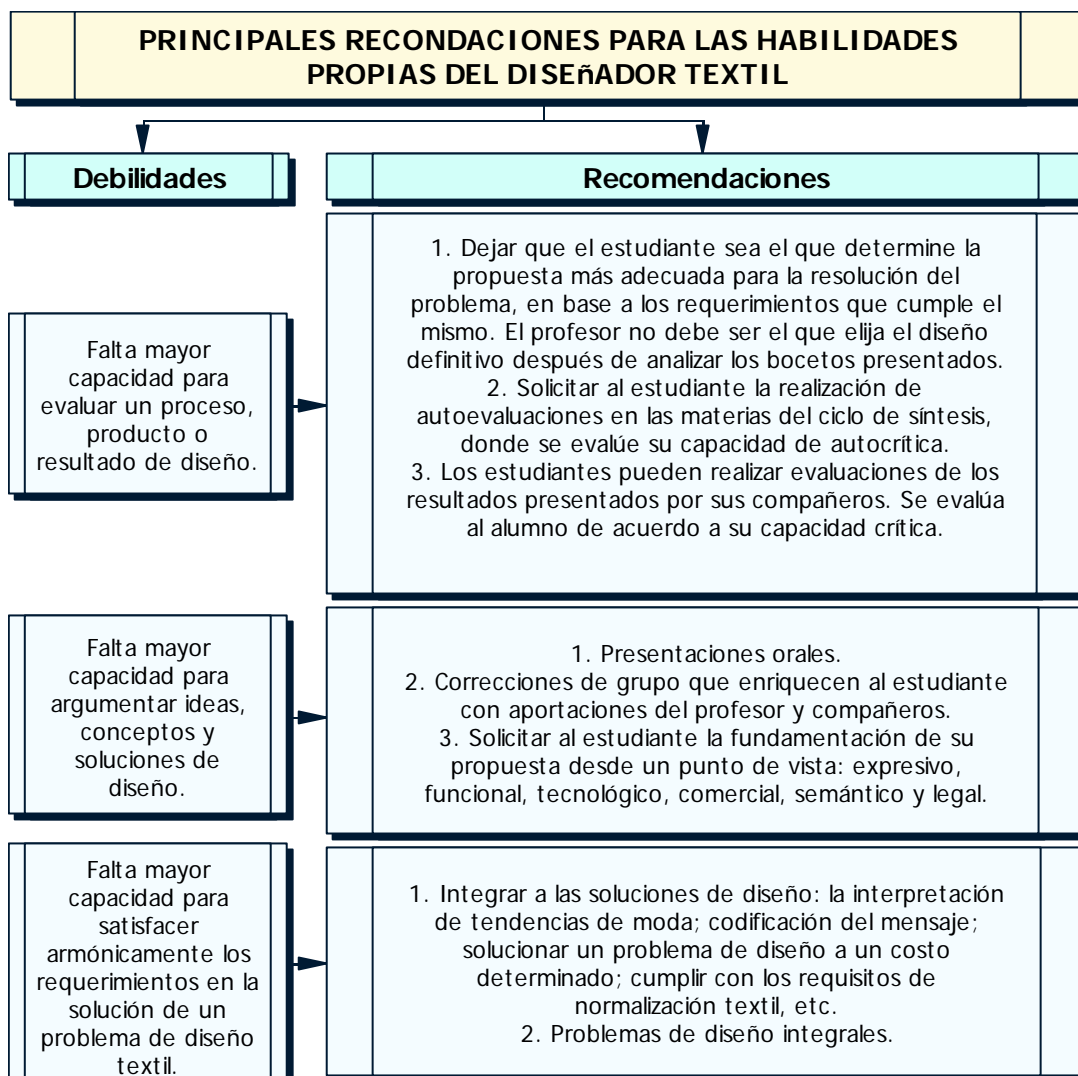 PRINCIPALES RECONDACIONES PARA LAS HABILIDADES
PROPIAS DEL DISEñADOR TEXTIL
Debilidades
Recomendaciones
Falta mayor
capacidad para
evaluar un proceso,
producto o
resultado de diseño.
1. Dejar que el estudiante sea el que determine la
propuesta más adecuada para la resolución del
problema, en base a los requerimientos que cumple el
mismo. El profesor no debe ser el que elija el diseño
definitivo después de analizar los bocetos presentados.
2. Solicitar al estudiante la realización de
autoevaluaciones en las materias del ciclo de síntesis,
donde se evalúe su capacidad de autocrítica.
3. Los estudiantes pueden realizar evaluaciones de los
resultados presentados por sus compañeros. Se evalúa
al alumno de acuerdo a su capacidad crítica.
Falta mayor
capacidad para
argumentar ideas,
conceptos y
soluciones de
diseño.
1. Presentaciones orales.
2. Correcciones de grupo que enriquecen al estudiante
con aportaciones del profesor y compañeros.
3. Solicitar al estudiante la fundamentación de su
propuesta desde un punto de vista: expresivo,
funcional, tecnológico, comercial, semántico y legal.
Falta mayor
capacidad para
satisfacer
armónicamente los
requerimientos en la
solución de un
problema de diseño
textil.
1. Integrar a las soluciones de diseño: la interpretación
de tendencias de moda; codificación del mensaje;
solucionar un problema de diseño a un costo
determinado; cumplir con los requisitos de
normalización textil, etc.
2. Problemas de diseño integrales.